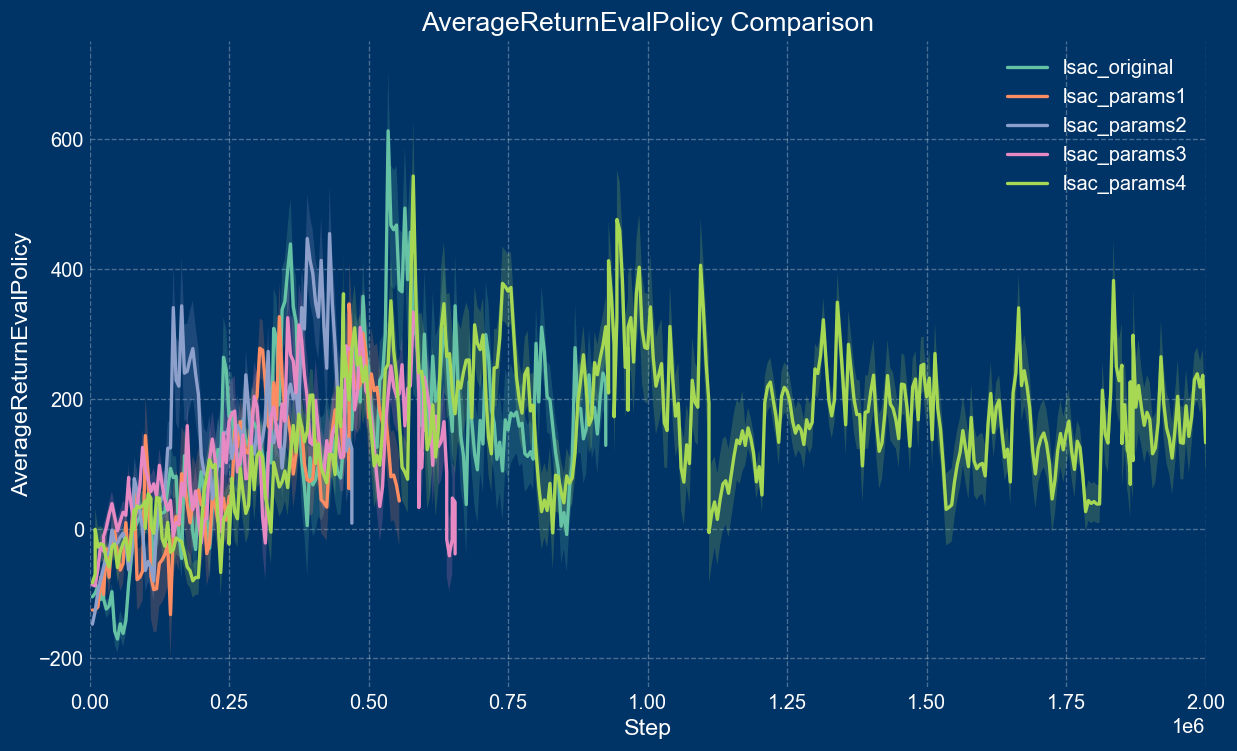 AverageReturnEvalPolicy Comparison
lsac_original
lsac_params1
lsac_params2
lsac_params3
lsac_params4
AverageReturnEvalPolicy
600
400
200
0
−200
0.00 0.25 0.50 0.75 1.00 1.25 1.50 1.75 2.00
Step
1e6